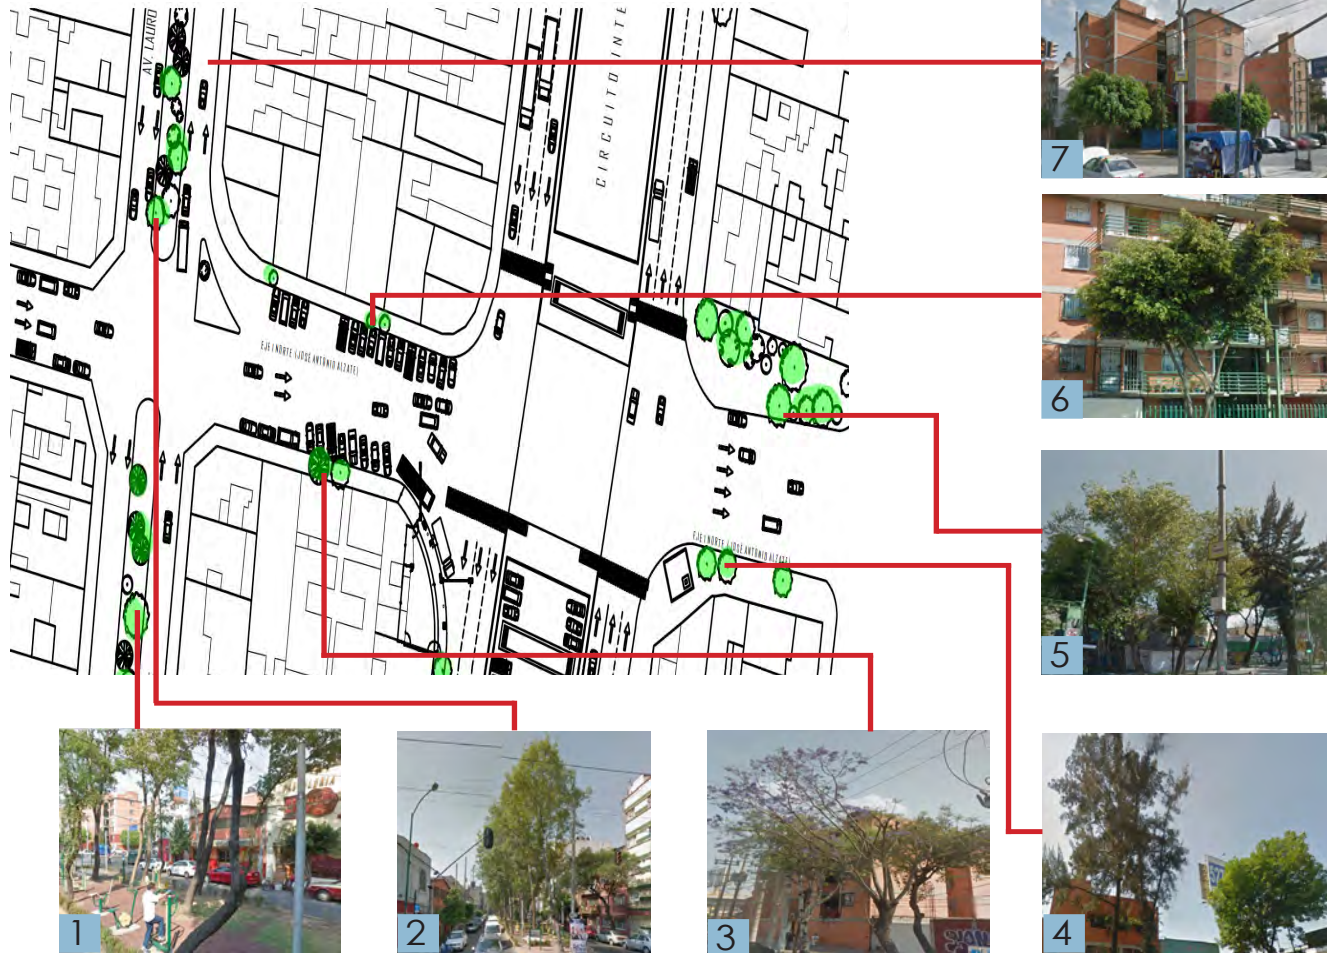 AV. LAURO
CIRCUITO INTE
EJE 1 NORTE (JOSÉ ANTONIO ALZATE)
EJE 1 NORTE (JOSÉ ANTONIO ALZATE)
7
6
5
1
2
3
4